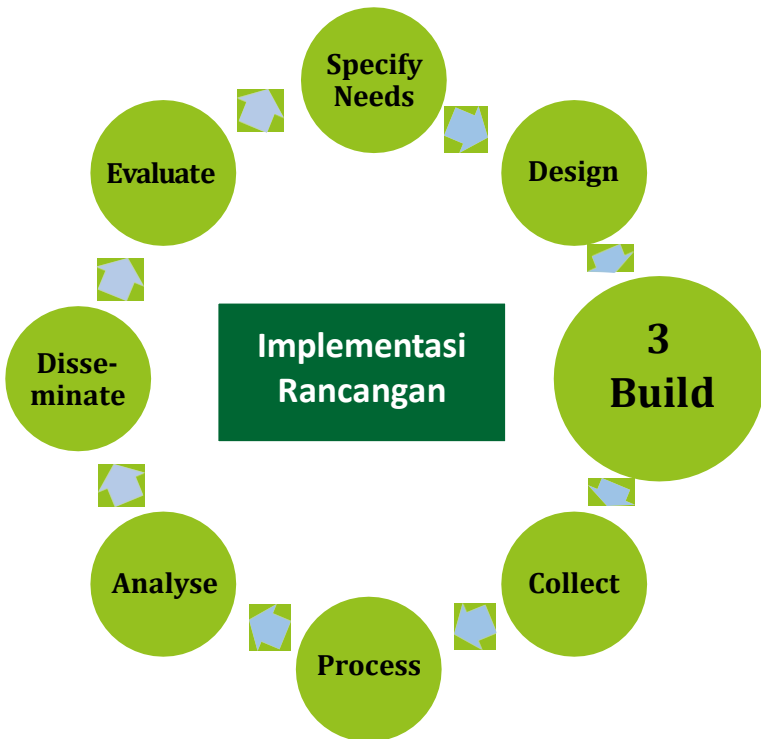 Specify
Needs
Design
3
Build
Collect
Process
Analyse
Disse-
minate
Evaluate
Implementasi
Rancangan